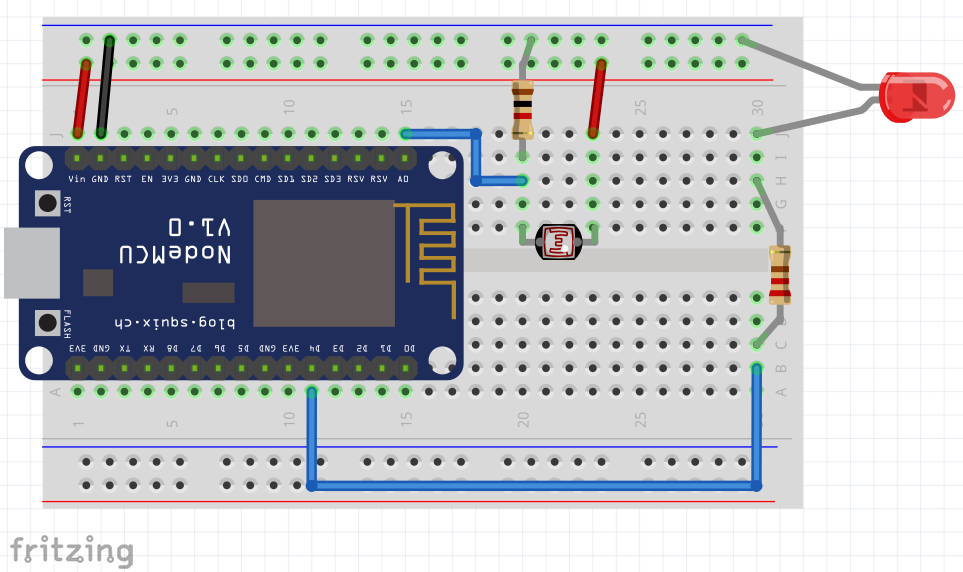 5 10 15 25 30
J J
Vin GND RST EN 3V3 GND CLK SD0 CMD SD1 SD2 SD3 RSV RSV A0
I
H
G
RST
V1.0
NodeMCU
blog.squix.ch
FLASH
3V3 GND TX RX D8 D7 D6 D5 GND 3V3 D4 D3 D2 D1 D0
D
C
B
A A
1 5 10 15 20 25
fritzing